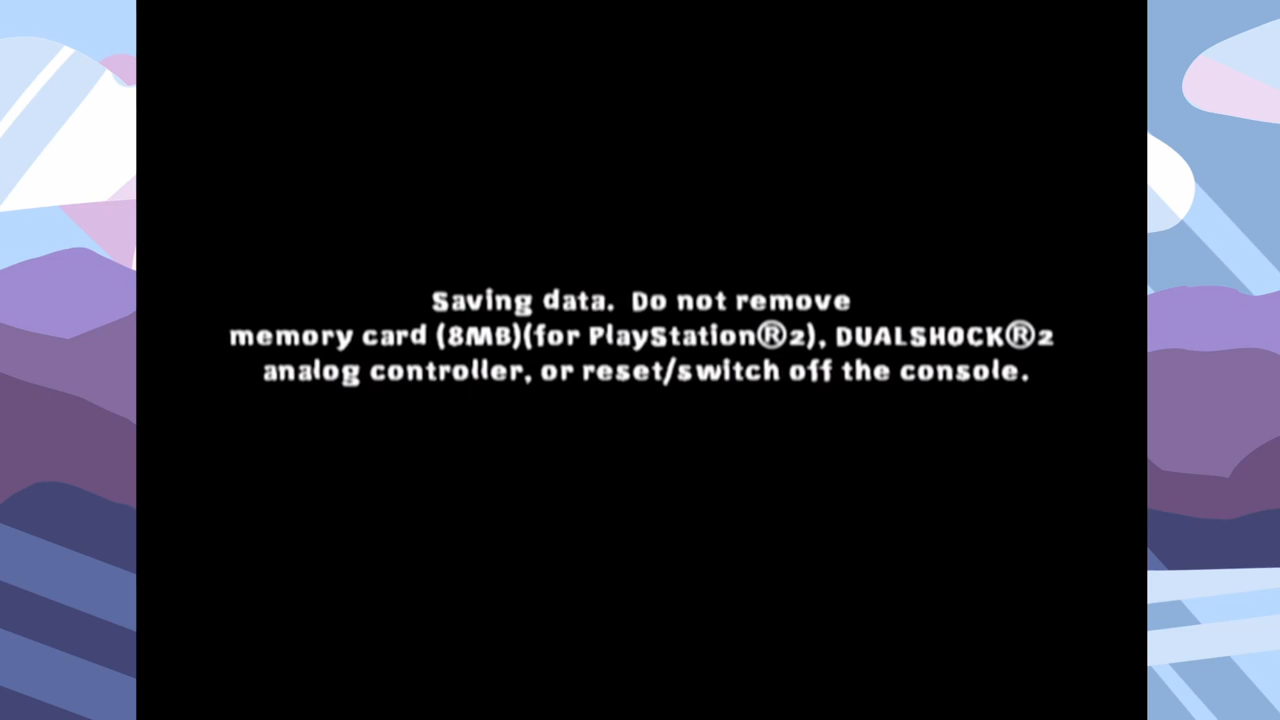 Saving data.  Do not remove
memory card (8MB)(for PlayStation®2), DUALSHOCK®2
analog controller, or reset/switch off the console.